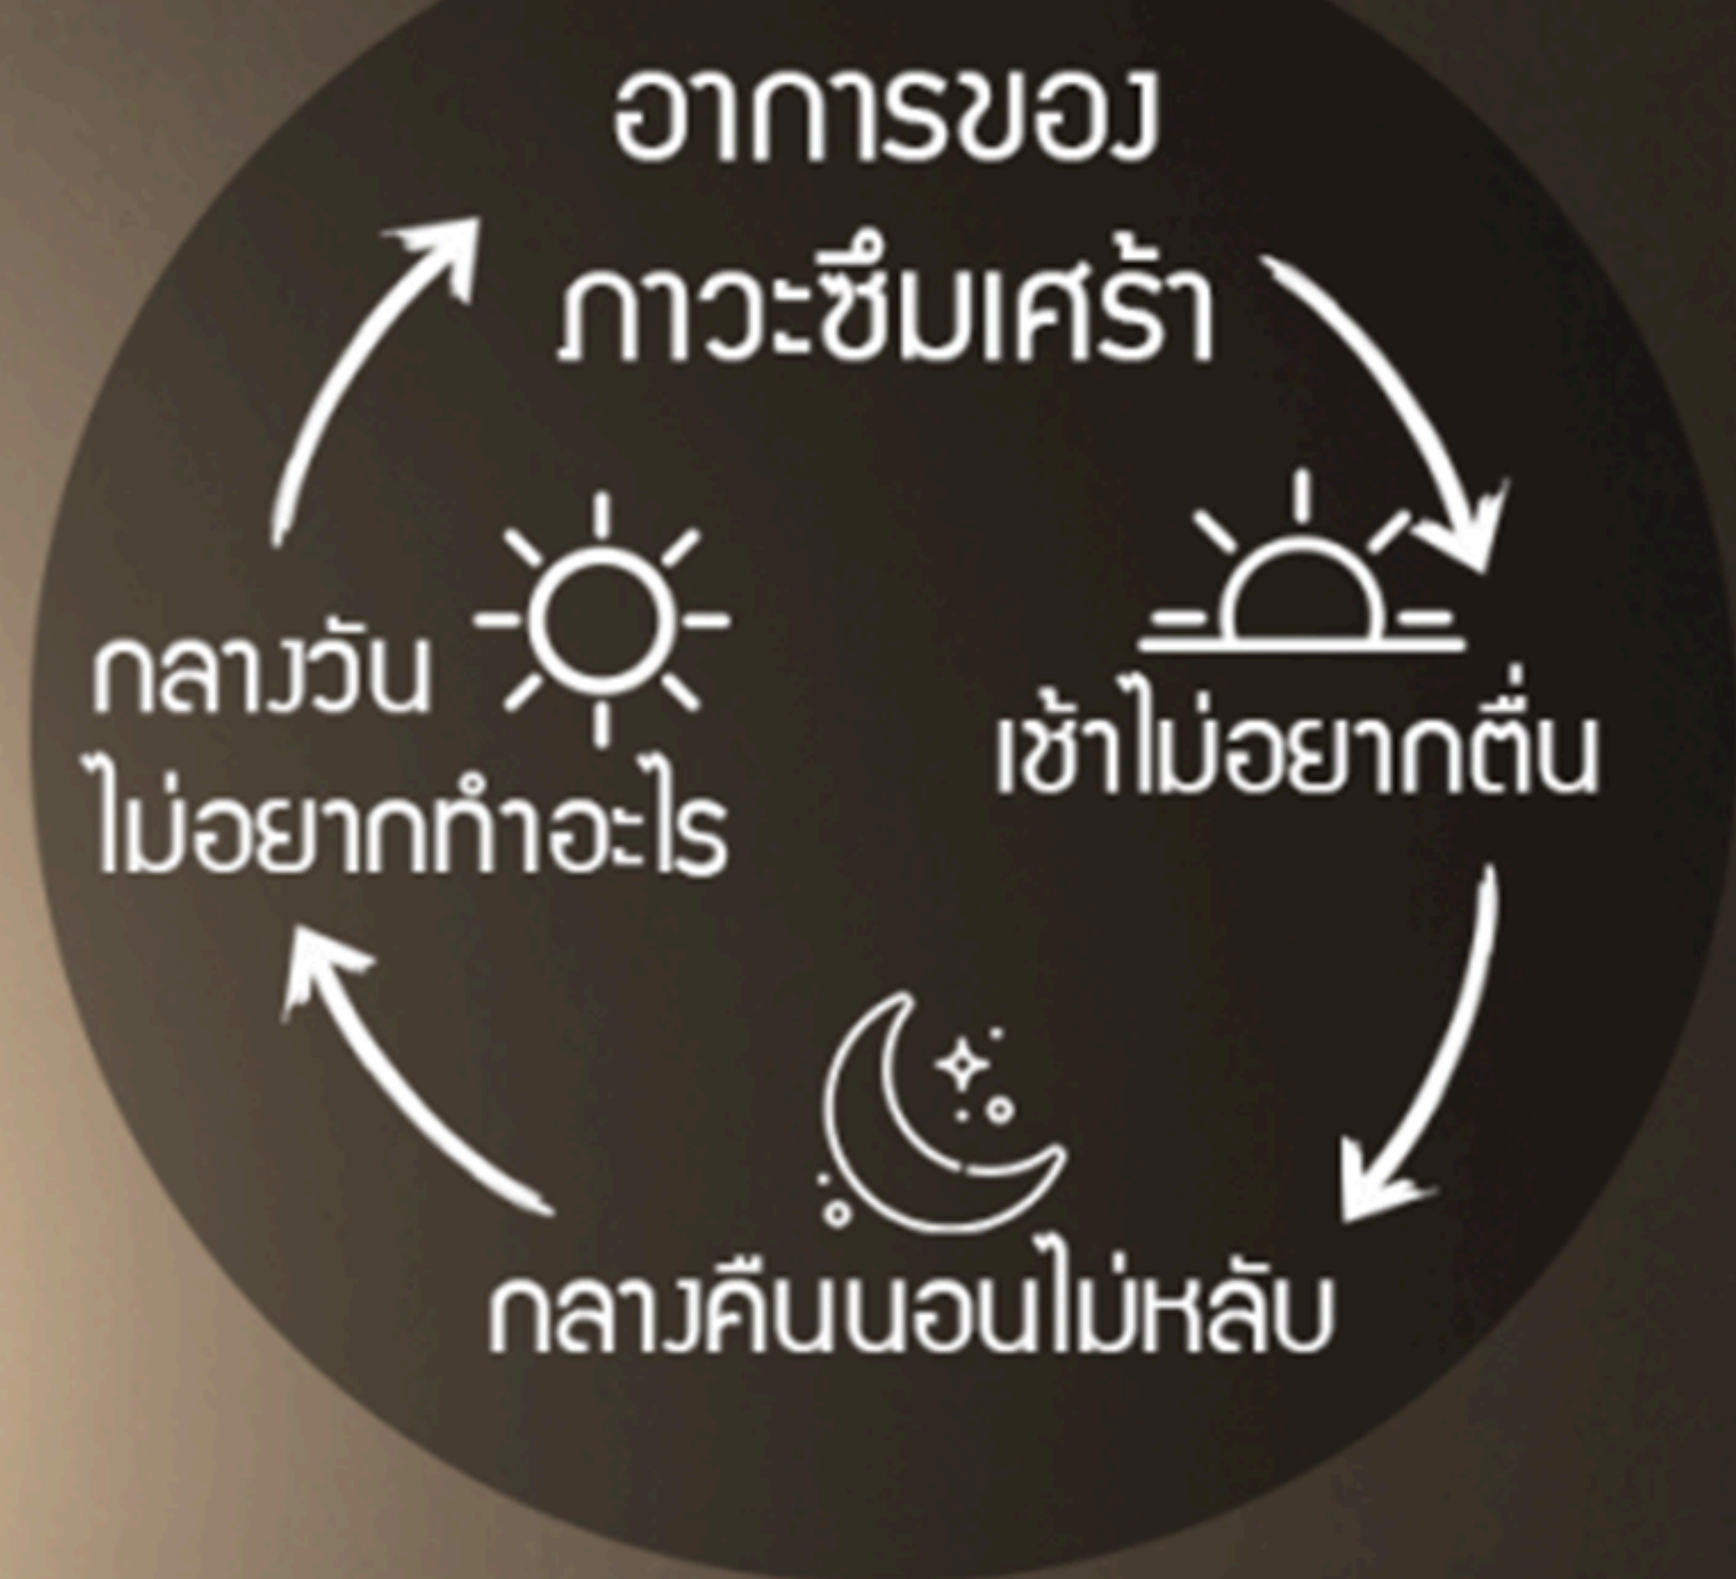 อาการของ
ภาวะซึมเศร้า
เช้าไม่อยากตื่น
กลางคืนนอนไม่หลับ
กลางวัน
ไม่อยากทำอะไร